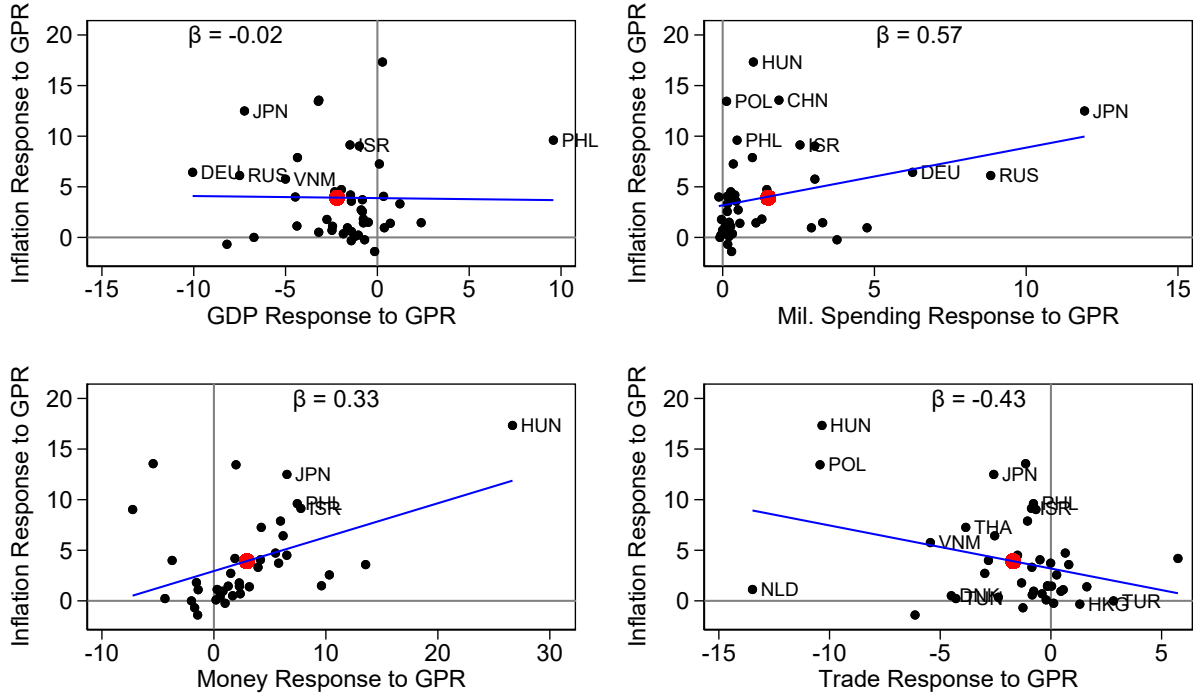 β = -0.02
Inflation Response to GPR
20
15
10
5
0
JPN
ISR
PHL
DEU
RUS
VNM
-15 -10 -5 0 5 10
GDP Response to GPR
β = 0.57
Inflation Response to GPR
20
15
10
5
0
HUN
POL
CHN
JPN
PHL
ISR
DEU
RUS
0 5 10 15
Mil. Spending Response to GPR
β = 0.33
Inflation Response to GPR
20
15
10
5
0
HUN
JPN
PHL
ISR
-10 0 10 20 30
Money Response to GPR
β = -0.43
Inflation Response to GPR
20
15
10
5
0
HUN
POL
JPN
PHL
ISR
THA
VNM
NLD
DNK
TUN
HKG
TUR
-15 -10 -5 0 5
Trade Response to GPR